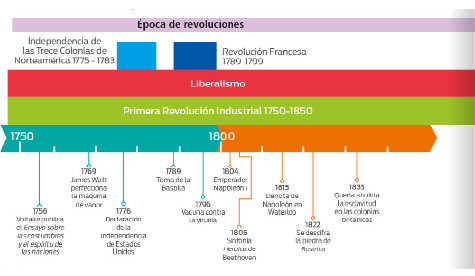 Época de revoluciones
Independencia de
las Trece Colonias de
Norteamérica 1775 - 1783
Revolución Francesa
1789-1799
Liberalismo
Primera Revolución Industrial 1750-1850
1750
1800
1769
James Watt
perfecciona
la máquina
de vapor
1789
Toma de la
Bastilla
1804
Emperador
Napoleón I
1815
Derrota de
Napoleón en
Waterloo
1833
Queda abolida
la esclavitud
en las colonias
británicas
1756
Voltaire publica
el Ensayo sobre
las costumbres
y el espíritu de
las naciones
1776
Declaración
de la
independencia
de Estados
Unidos
1796
Vacuna contra
la viruela
1805
Sinfonía
Heroica de
Beethoven
1822
Se descifra
la piedra de
Rosetta